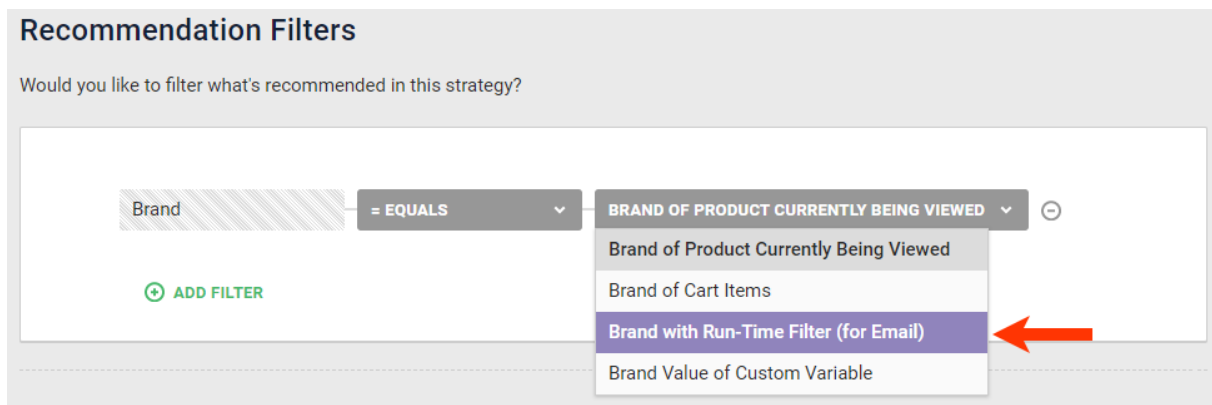 Recommendation Filters
Would you like to filter what's recommended in this strategy?
Brand = EQUALS BRAND OF PRODUCT CURRENTLY BEING VIEWED
Brand of Product Currently Being Viewed
ADD FILTER
Brand of Cart Items
Brand with Run-Time Filter (for Email)
Brand Value of Custom Variable